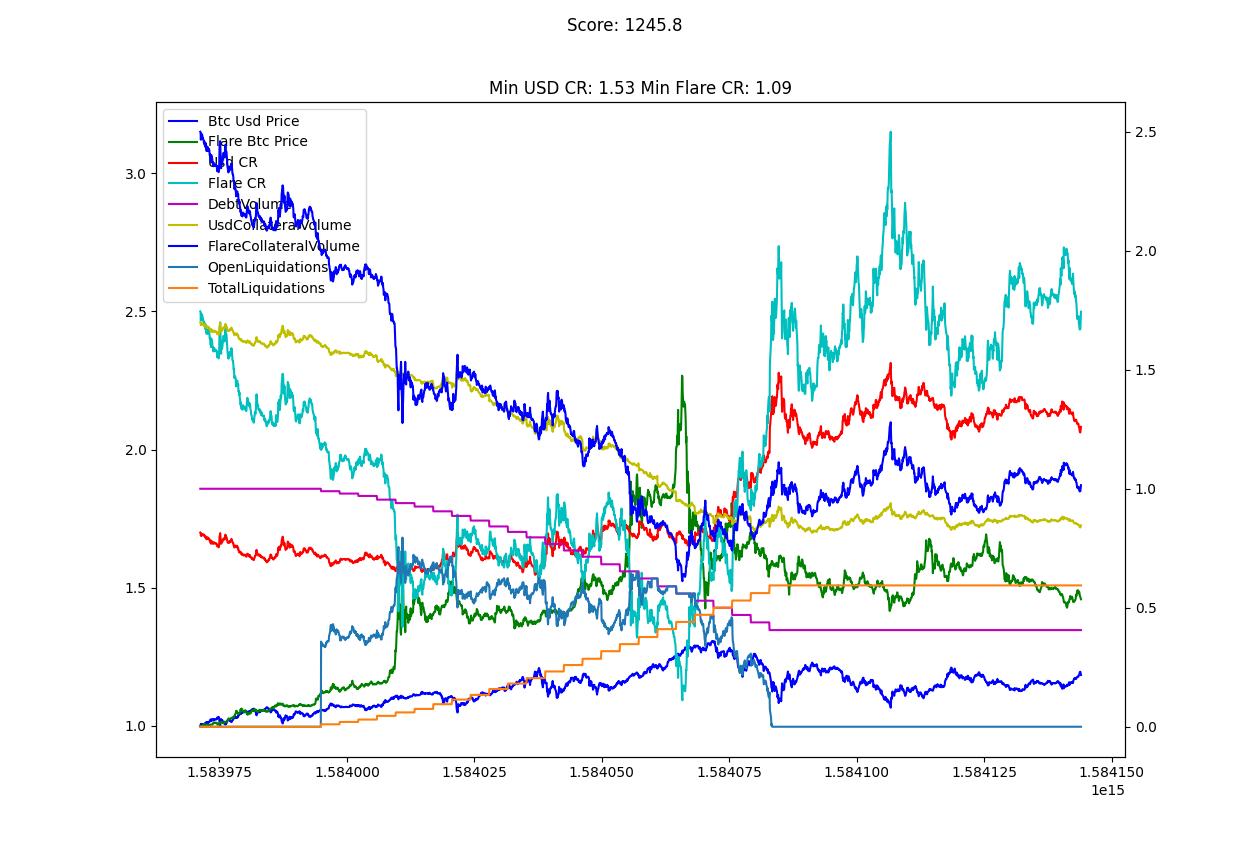 Score: 1245.8
Min USD CR: 1.53 Min Flare CR: 1.09
Btc Usd Price
Flare Btc Price
Usd CR
Flare CR
DebtVolume
UsdCollateralVolume
FlareCollateralVolume
OpenLiquidations
TotalLiquidations
3.0
2.5
2.0
1.5
1.0
2.5
2.0
1.5
1.0
0.5
0.0
1.583975
1.584000
1.584025
1.584050
1.584075
1.584100
1.584125
1.584150
1e15